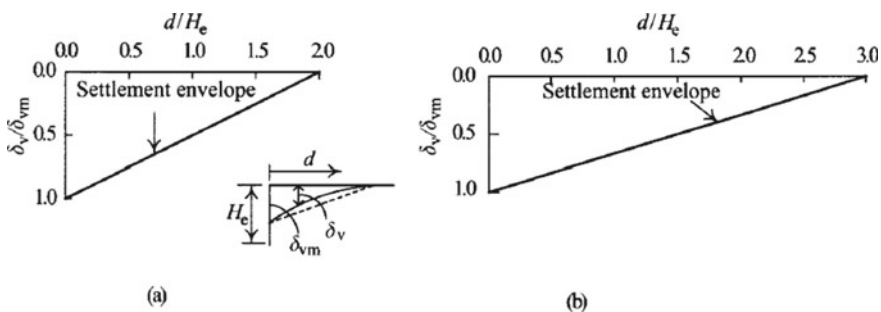 d/Hₑ
0.0 0.5 1.0 1.6 2.0
0.0
Settlement envelope
0.5
1.0
δᵥ/δᵥₘ
d
Hₑ
δᵥ
δᵥₘ
(a)
d/Hₑ
0.0 0.5 1.0 1.5 2.0 2.5 3.0
0.0
Settlement envelope
0.5
1.0
δᵥ/δᵥₘ
(b)